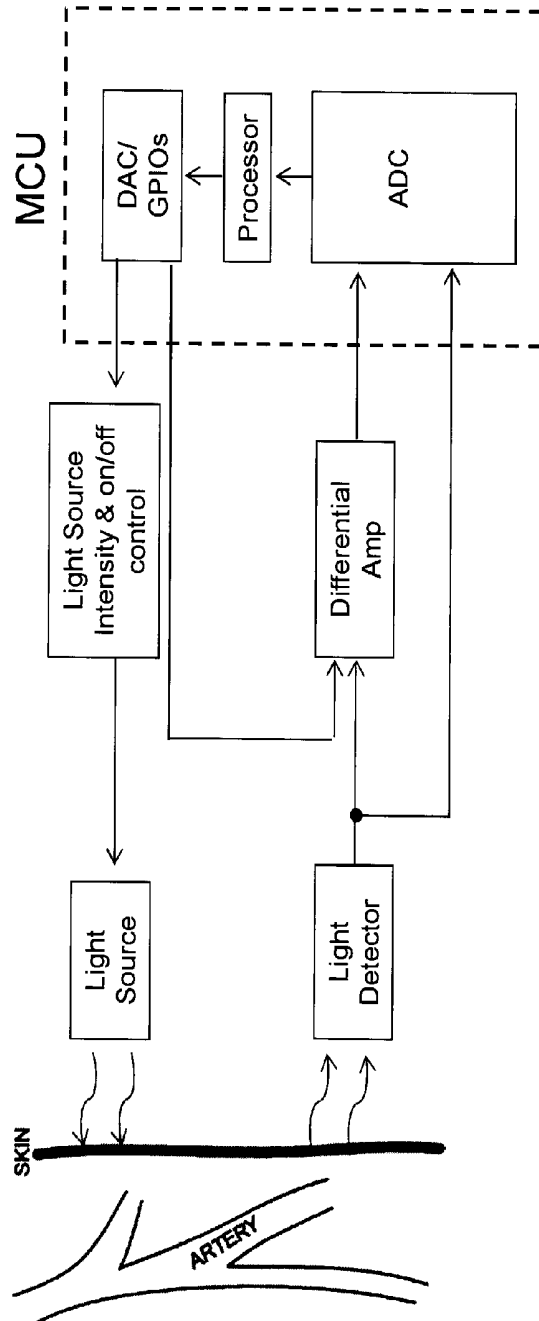 MCU
DAC/
GPIOs
Processor
ADC
Light Source
Intensity & on/off
control
Differential
Amp
Light
Source
Light
Detector
SKIN
ARTERY